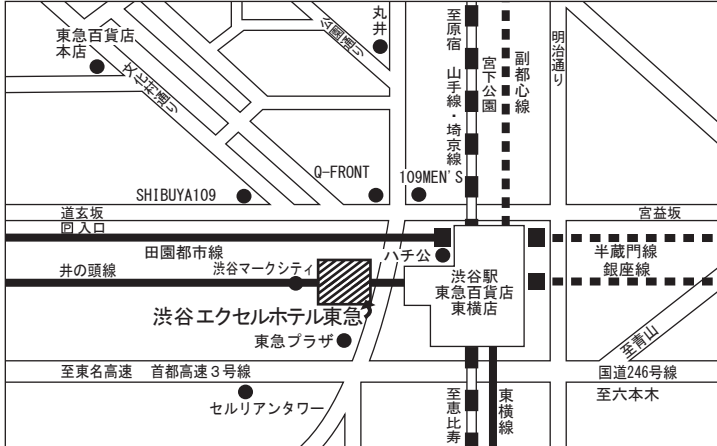 東急百貨店
本店
文化村通り
公園通り
丸井
至原宿
山手線・埼京線
宮下公園
副都心線
明治通り
Q-FRONT
109MEN'S
SHIBUYA109
道玄坂
P入口
宮益坂
田園都市線
ハチ公
半蔵門線
銀座線
井の頭線
渋谷マークシティ
渋谷駅
東急百貨店
東横店
渋谷エクセルホテル東急
東急プラザ
至青山
至東名高速　首都高速３号線
国道246号線
セルリアンタワー
至恵比寿
東横線
至六本木